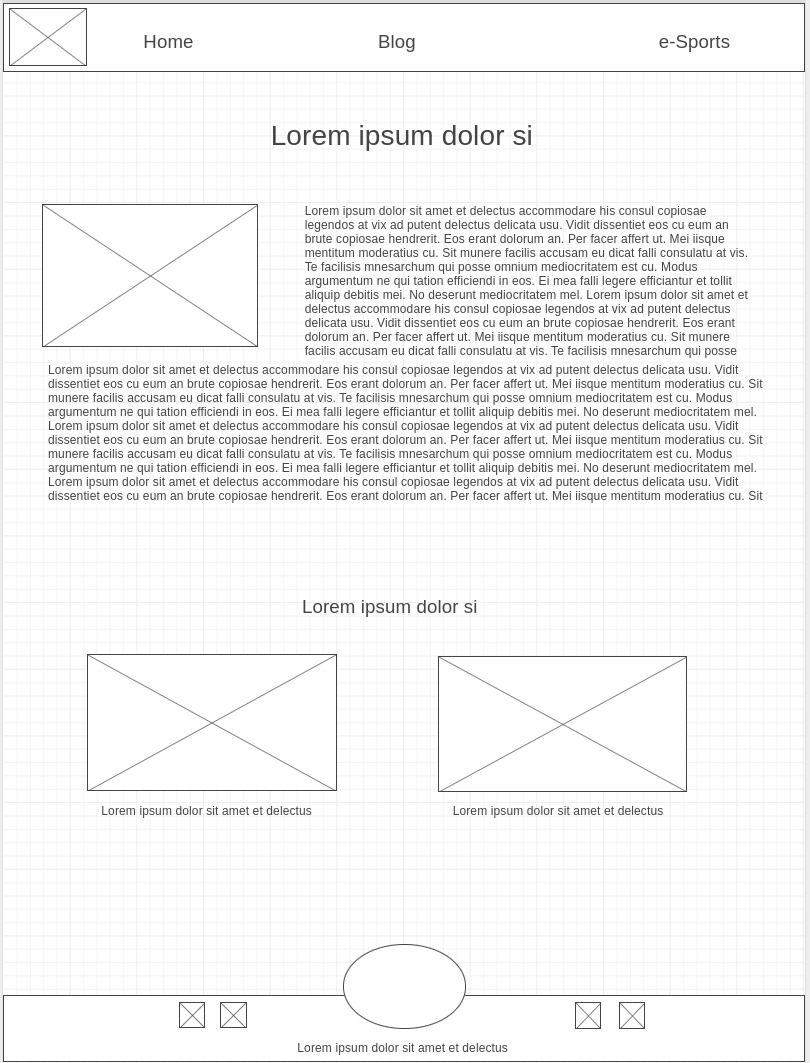 Home
Blog
e-Sports
Lorem ipsum dolor si
Lorem ipsum dolor sit amet et delectus accommodare his consul copiosae
legendos at vix ad putent delectus delicata usu. Vidit dissentiet eos cu eum an
brute copiosae hendrerit. Eos erant dolorum an. Per facer affert ut. Mei iisque
mentitum moderatius cu. Sit munere facilis accusam eu dicat falli consulatu at vis.
Te facilisis mnesarchum qui posse omnium mediocritatem est cu. Modus
argumentum ne qui tation efficiendi in eos. Ei mea falli legere efficiantur et tollit
aliquip debitis mei. No deserunt mediocritatem mel. Lorem ipsum dolor sit amet et
delectus accommodare his consul copiosae legendos at vix ad putent delectus
delicata usu. Vidit dissentiet eos cu eum an brute copiosae hendrerit. Eos erant
dolorum an. Per facer affert ut. Mei iisque mentitum moderatius cu. Sit munere
facilis accusam eu dicat falli consulatu at vis. Te facilisis mnesarchum qui posse
Lorem ipsum dolor sit amet et delectus accommodare his consul copiosae legendos at vix ad putent delectus delicata usu. Vidit
dissentiet eos cu eum an brute copiosae hendrerit. Eos erant dolorum an. Per facer affert ut. Mei iisque mentitum moderatius cu. Sit
munere facilis accusam eu dicat falli consulatu at vis. Te facilisis mnesarchum qui posse omnium mediocritatem est cu. Modus
argumentum ne qui tation efficiendi in eos. Ei mea falli legere efficiantur et tollit aliquip debitis mei. No deserunt mediocritatem mel.
Lorem ipsum dolor sit amet et delectus accommodare his consul copiosae legendos at vix ad putent delectus delicata usu. Vidit
dissentiet eos cu eum an brute copiosae hendrerit. Eos erant dolorum an. Per facer affert ut. Mei iisque mentitum moderatius cu. Sit
munere facilis accusam eu dicat falli consulatu at vis. Te facilisis mnesarchum qui posse omnium mediocritatem est cu. Modus
argumentum ne qui tation efficiendi in eos. Ei mea falli legere efficiantur et tollit aliquip debitis mei. No deserunt mediocritatem mel.
Lorem ipsum dolor sit amet et delectus accommodare his consul copiosae legendos at vix ad putent delectus delicata usu. Vidit
dissentiet eos cu eum an brute copiosae hendrerit. Eos erant dolorum an. Per facer affert ut. Mei iisque mentitum moderatius cu. Sit
Lorem ipsum dolor si
Lorem ipsum dolor sit amet et delectus
Lorem ipsum dolor sit amet et delectus
Lorem ipsum dolor sit amet et delectus